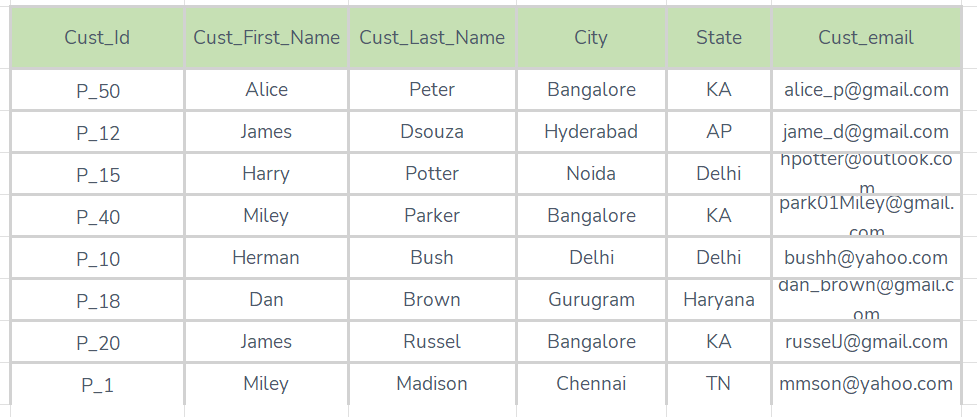 Cust_Id Cust_First_Name Cust_Last_Name City State Cust_email
P_50 Alice Peter Bangalore KA alice_p@gmail.com
P_12 James Dsouza Hyderabad AP jame_d@gmail.com
P_15 Harry Potter Noida Delhi hpotter@outlook.co
m
P_40 Miley Parker Bangalore KA park01Miley@gmail.
com
P_10 Herman Bush Delhi Delhi bushh@yahoo.com
P_18 Dan Brown Gurugram Haryana dan_brown@gmail.c
om
P_20 James Russel Bangalore KA russelJ@gmail.com
P_1 Miley Madison Chennai TN mmson@yahoo.com